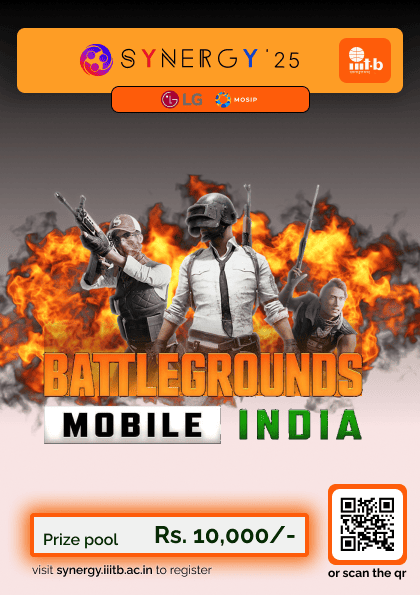 SYNERGY '25
iiit-b
LG MOSIP
BATTLEGROUNDS
MOBILE INDIA
Prize pool Rs. 10,000/-
visit synergy.iiitb.ac.in to register
or scan the qr